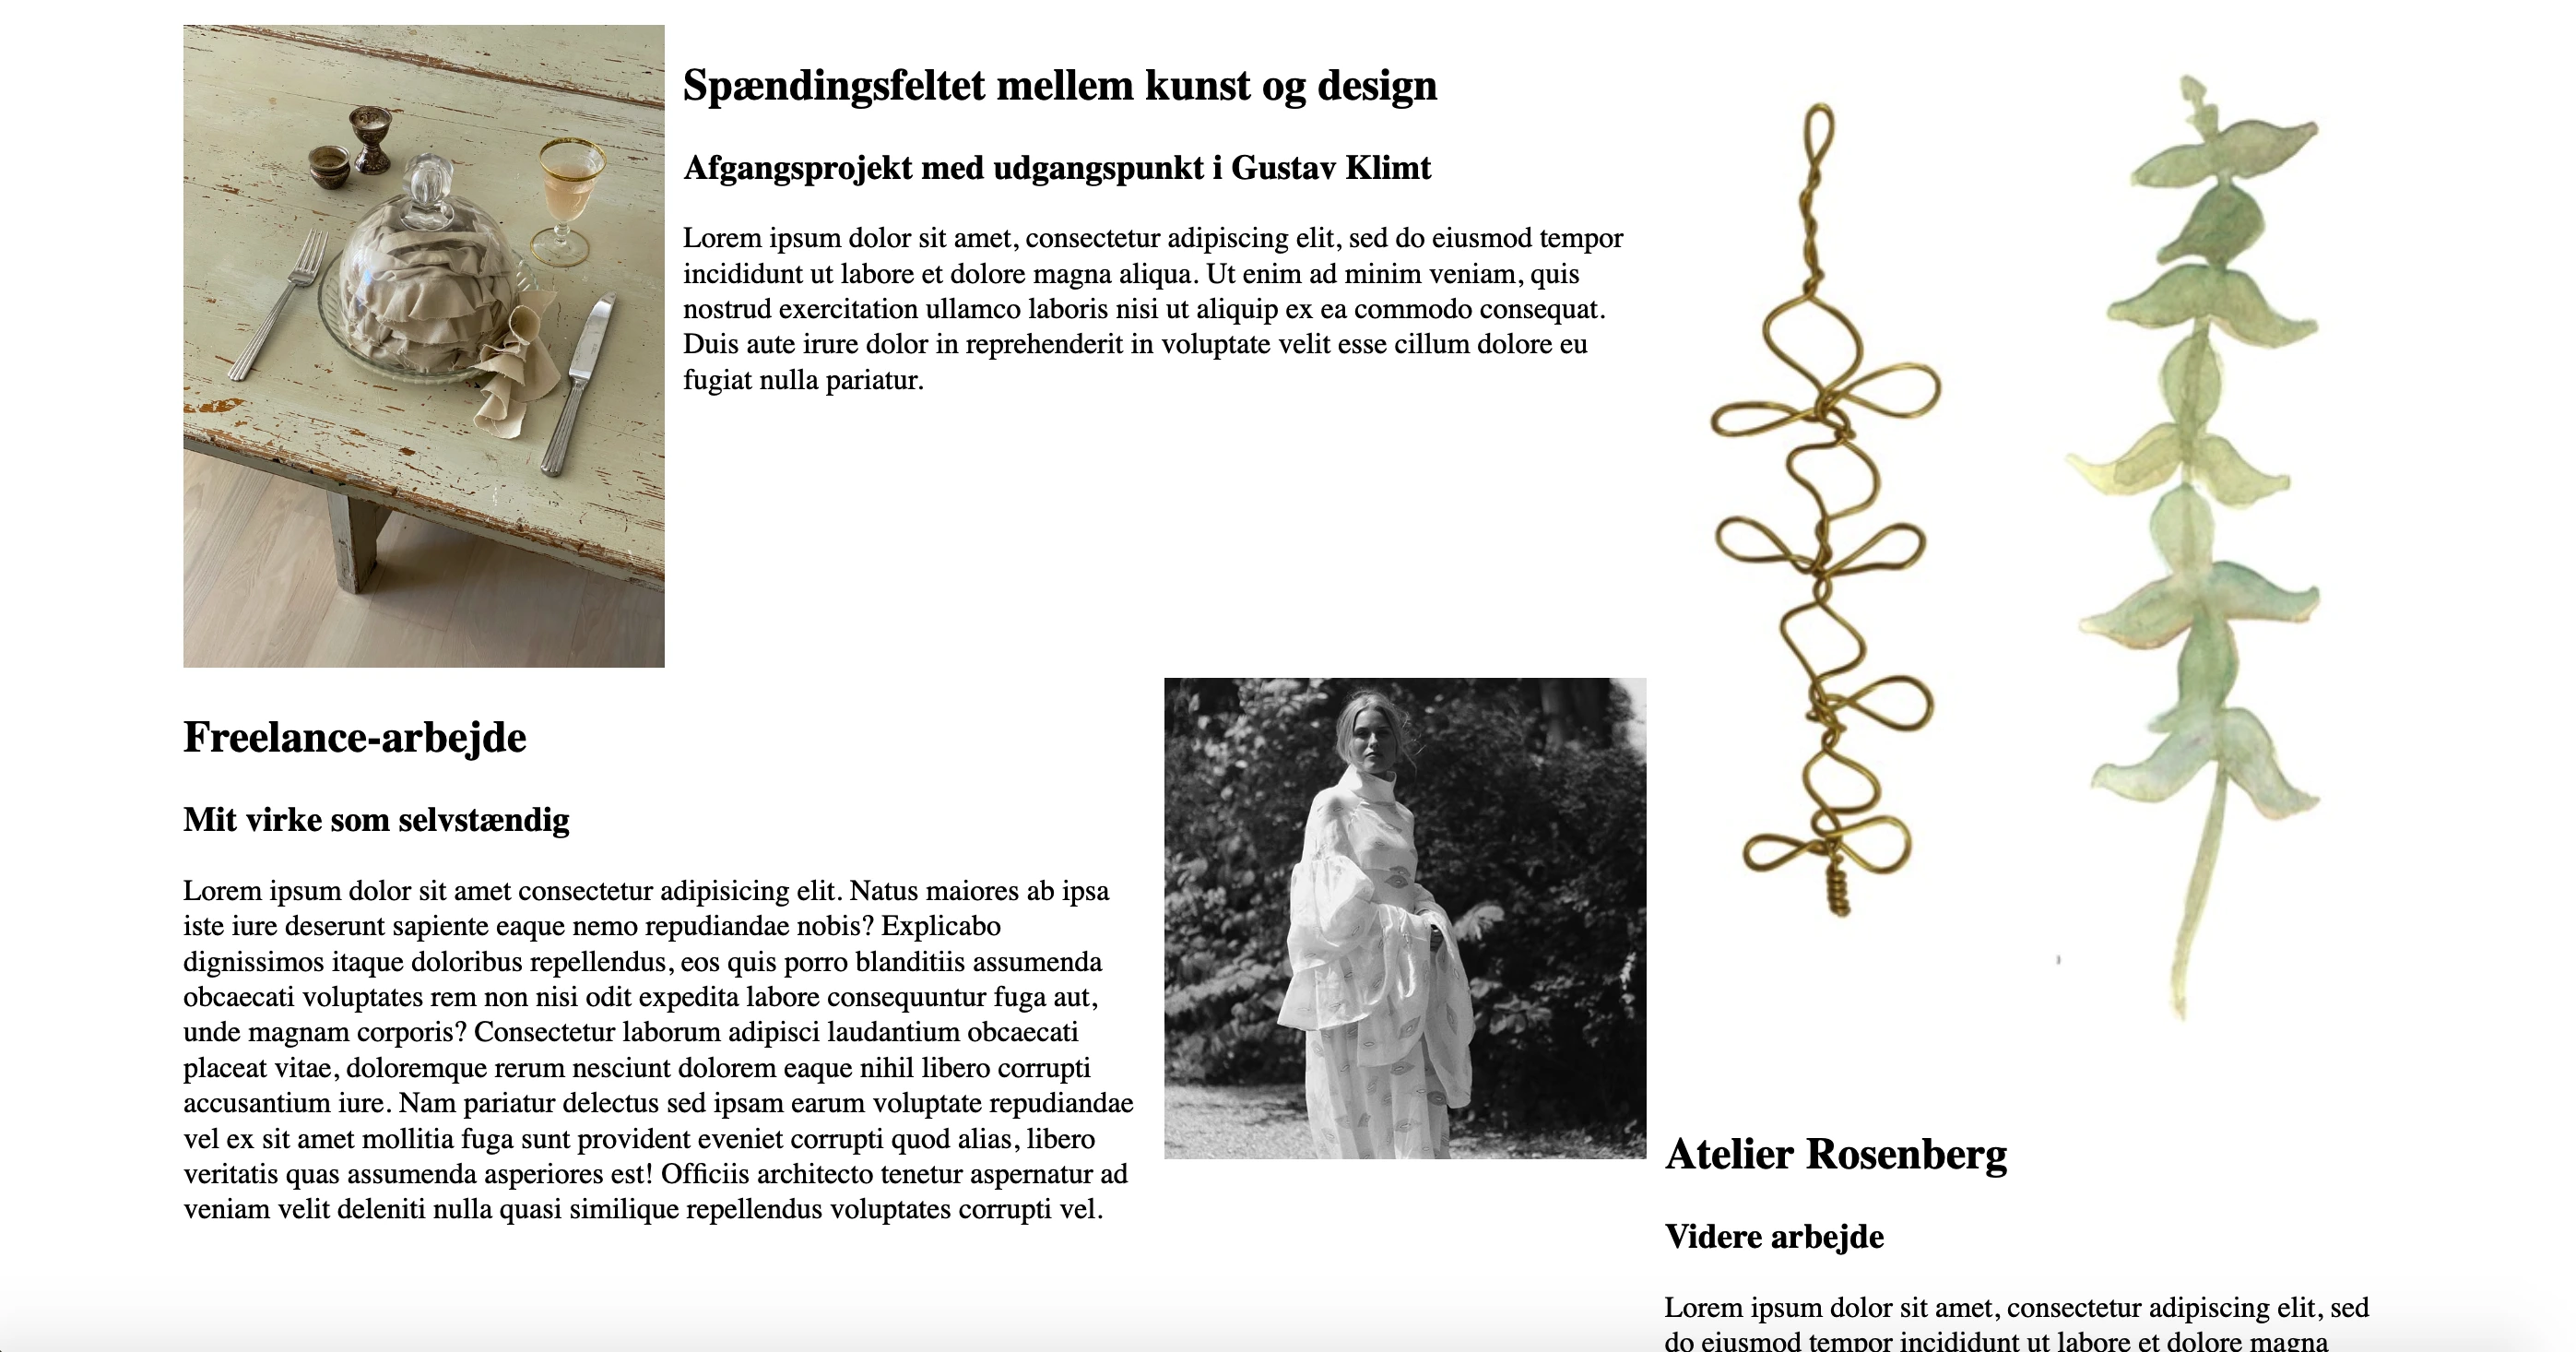 Spændingsfeltet mellem kunst og design
Afgangsprojekt med udgangspunkt i Gustav Klimt
Lorem ipsum dolor sit amet, consectetur adipiscing elit, sed do eiusmod tempor
incididunt ut labore et dolore magna aliqua. Ut enim ad minim veniam, quis
nostrud exercitation ullamco laboris nisi ut aliquip ex ea commodo consequat.
Duis aute irure dolor in reprehenderit in voluptate velit esse cillum dolore eu
fugiat nulla pariatur.
Freelance-arbejde
Mit virke som selvstændig
Lorem ipsum dolor sit amet consectetur adipisicing elit. Natus maiores ab ipsa
iste iure deserunt sapiente eaque nemo repudiandae nobis? Explicabo
dignissimos itaque doloribus repellendus, eos quis porro blanditiis assumenda
obcaecati voluptates rem non nisi odit expedita labore consequuntur fuga aut,
unde magnam corporis? Consectetur laborum adipisci laudantium obcaecati
placeat vitae, doloremque rerum nesciunt dolorem eaque nihil libero corrupti
accusantium iure. Nam pariatur delectus sed ipsam earum voluptate repudiandae
vel ex sit amet mollitia fuga sunt provident eveniet corrupti quod alias, libero
veritatis quas assumenda asperiores est! Officiis architecto tenetur aspernatur ad
veniam velit deleniti nulla quasi similique repellendus voluptates corrupti vel.
Atelier Rosenberg
Videre arbejde
Lorem ipsum dolor sit amet, consectetur adipiscing elit, sed
do eiusmod tempor incididunt ut labore et dolore magna